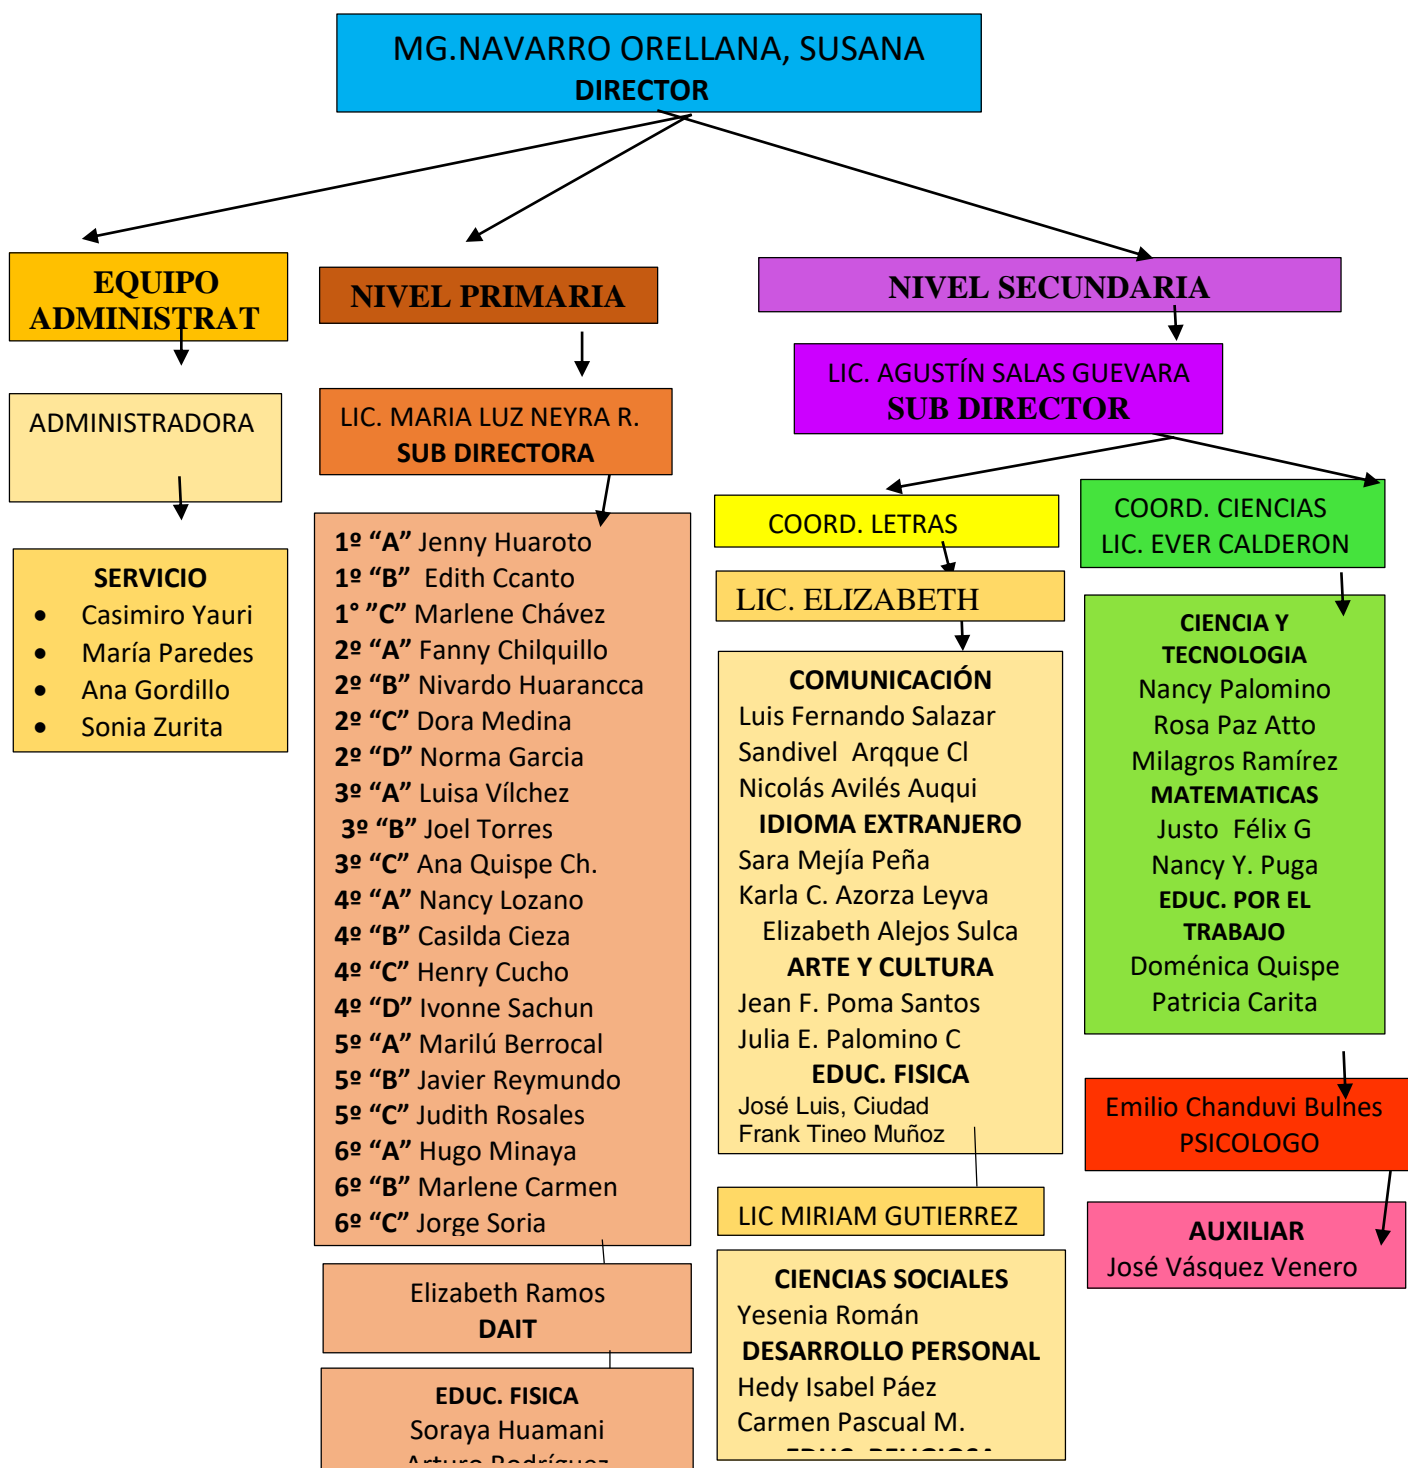 MG.NAVARRO ORELLANA, SUSANA
DIRECTOR
EQUIPO
ADMINISTRAT
ADMINISTRADORA
SERVICIO
• Casimiro Yauri
• María Paredes
• Ana Gordillo
• Sonia Zurita
NIVEL PRIMARIA
LIC. MARIA LUZ NEYRA R.
SUB DIRECTORA
1º “A” Jenny Huaroto
1º “B” Edith Ccanto
1° ”C” Marlene Chávez
2º “A” Fanny Chilquillo
2º “B” Nivardo Huarancca
2º “C” Dora Medina
2º “D” Norma Garcia
3º “A” Luisa Vílchez
3º “B” Joel Torres
3º “C” Ana Quispe Ch.
4º “A” Nancy Lozano
4º “B” Casilda Cieza
4º “C” Henry Cucho
4º “D” Ivonne Sachun
5º “A” Marilú Berrocal
5º “B” Javier Reymundo
5º “C” Judith Rosales
6º “A” Hugo Minaya
6º “B” Marlene Carmen
6º “C” Jorge Soria
Elizabeth Ramos
DAIT
EDUC. FISICA
Soraya Huamani
Arturo Rodríguez
NIVEL SECUNDARIA
LIC. AGUSTÍN SALAS GUEVARA
SUB DIRECTOR
COORD. LETRAS
LIC. ELIZABETH
COMUNICACIÓN
Luis Fernando Salazar
Sandivel Arqque Cl
Nicolás Avilés Auqui
IDIOMA EXTRANJERO
Sara Mejía Peña
Karla C. Azorza Leyva
Elizabeth Alejos Sulca
ARTE Y CULTURA
Jean F. Poma Santos
Julia E. Palomino C
EDUC. FISICA
José Luis, Ciudad
Frank Tineo Muñoz
LIC MIRIAM GUTIERREZ
CIENCIAS SOCIALES
Yesenia Román
DESARROLLO PERSONAL
Hedy Isabel Páez
Carmen Pascual M.
EDUC. RELIGIOSA
COORD. CIENCIAS
LIC. EVER CALDERON
CIENCIA Y
TECNOLOGIA
Nancy Palomino
Rosa Paz Atto
Milagros Ramírez
MATEMATICAS
Justo Félix G
Nancy Y. Puga
EDUC. POR EL
TRABAJO
Doménica Quispe
Patricia Carita
Emilio Chanduvi Bulnes
PSICOLOGO
AUXILIAR
José Vásquez Venero